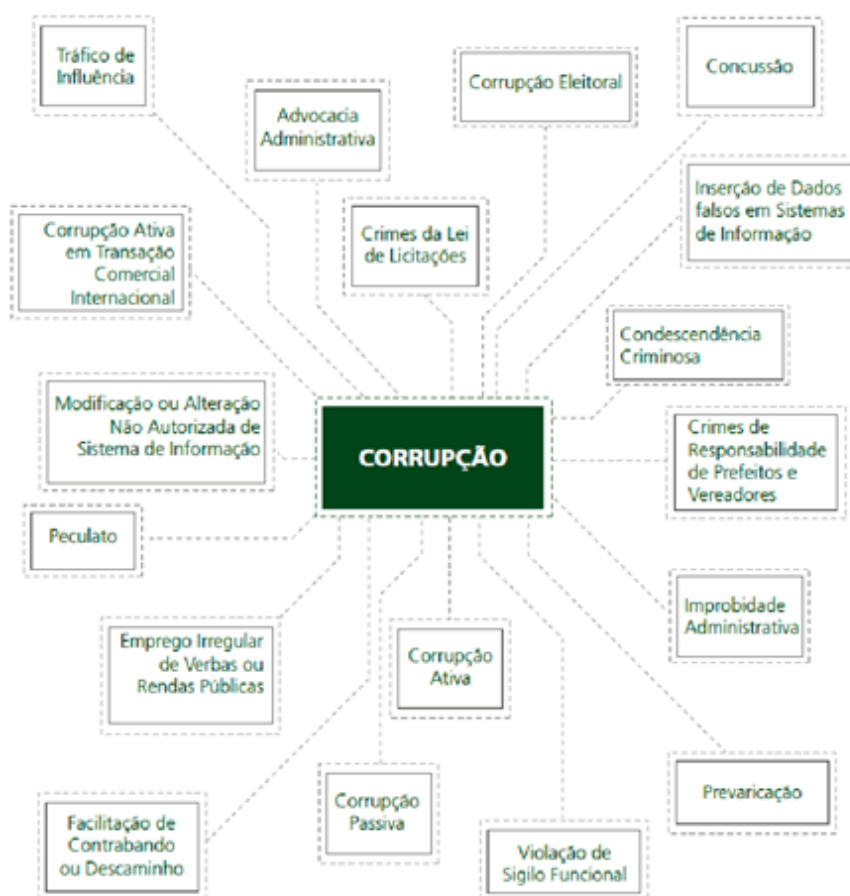 Tráfico de
Influência
Advocacia
Administrativa
Corrupção Eleitoral
Concussão
Corrupção Ativa
em Transação
Comercial
Internacional
Crimes da Lei
de Licitações
Inserção de Dados
falsos em Sistemas
de Informação
Condescendência
Criminosa
Modificação ou Alteração
Não Autorizada de
Sistema de Informação
CORRUPÇÃO
Crimes de
Responsabilidade
de Prefeitos e
Vereadores
Peculato
Emprego Irregular
de Verbas ou
Rendas Públicas
Corrupção
Ativa
Improbidade
Administrativa
Facilitação de
Contrabando
ou Descaminho
Corrupção
Passiva
Violação de
Sigilo Funcional
Prevaricação